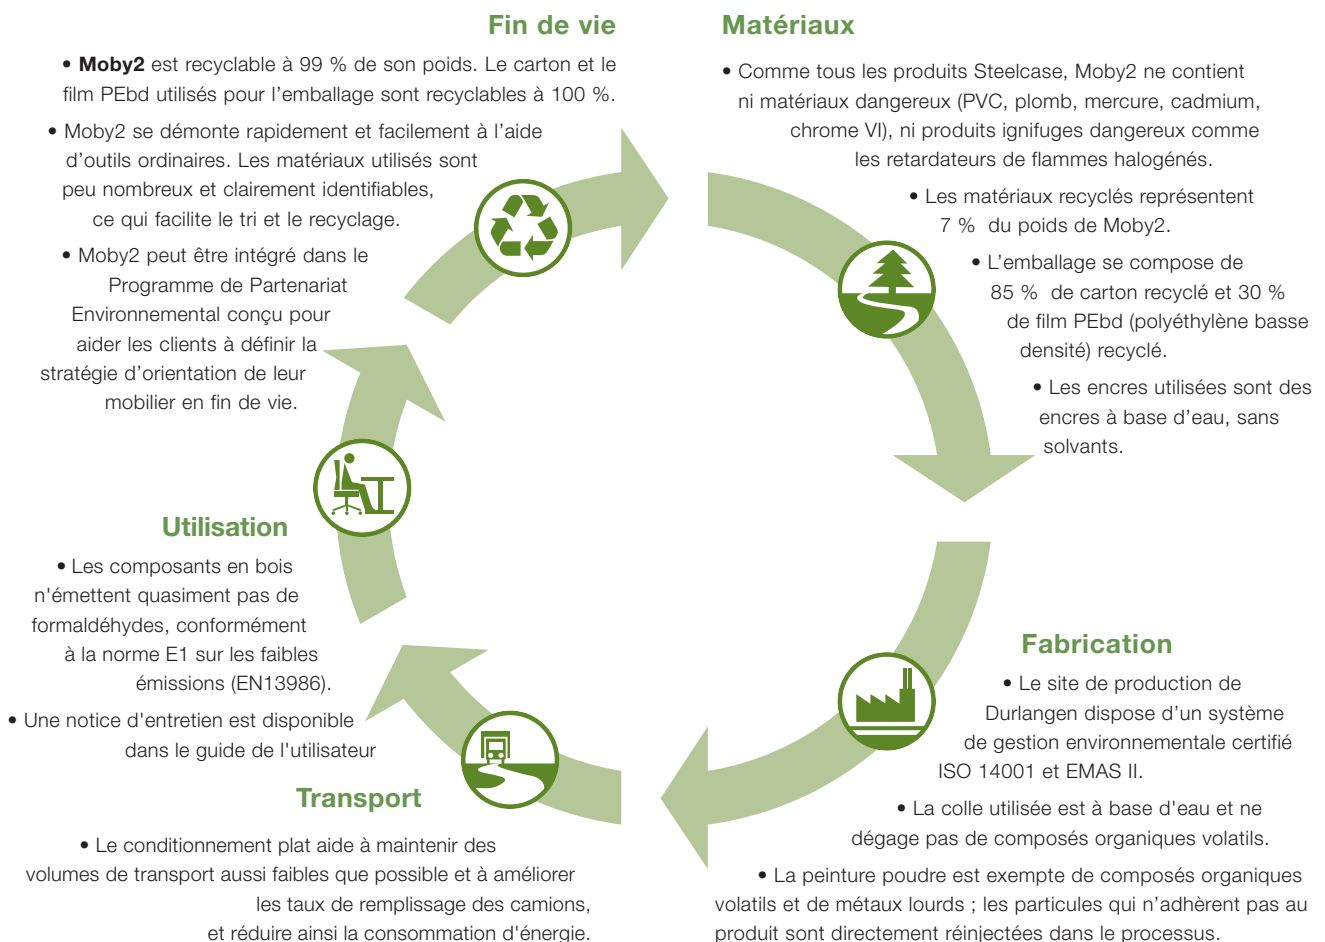 Fin de vie
• Moby2 est recyclable à 99 % de son poids. Le carton et le
film PEbd utilisés pour l’emballage sont recyclables à 100 %.
• Moby2 se démonte rapidement et facilement à l’aide
d’outils ordinaires. Les matériaux utilisés sont
peu nombreux et clairement identifiables,
ce qui facilite le tri et le recyclage.
• Moby2 peut être intégré dans le
Programme de Partenariat
Environnemental conçu pour
aider les clients à définir la
stratégie d’orientation de leur
mobilier en fin de vie.
Matériaux
• Comme tous les produits Steelcase, Moby2 ne contient
ni matériaux dangereux (PVC, plomb, mercure, cadmium,
chrome VI), ni produits ignifuges dangereux comme
les retardateurs de flammes halogénés.
• Les matériaux recyclés représentent
7 % du poids de Moby2.
• L’emballage se compose de
85 % de carton recyclé et 30 %
de film PEbd (polyéthylène basse
densité) recyclé.
• Les encres utilisées sont des
encres à base d’eau, sans
solvants.
Fabrication
• Le site de production de
Durlangen dispose d’un système
de gestion environnementale certifié
ISO 14001 et EMAS II.
• La colle utilisée est à base d'eau et ne
dégage pas de composés organiques volatils.
• La peinture poudre est exempte de composés organiques
volatils et de métaux lourds ; les particules qui n’adhèrent pas au
produit sont directement réinjectées dans le processus.
Transport
• Le conditionnement plat aide à maintenir des
volumes de transport aussi faibles que possible et à améliorer
les taux de remplissage des camions,
et réduire ainsi la consommation d'énergie.
Utilisation
• Les composants en bois
n'émettent quasiment pas de
formaldéhydes, conformément
à la norme E1 sur les faibles
émissions (EN13986).
• Une notice d'entretien est disponible
dans le guide de l'utilisateur